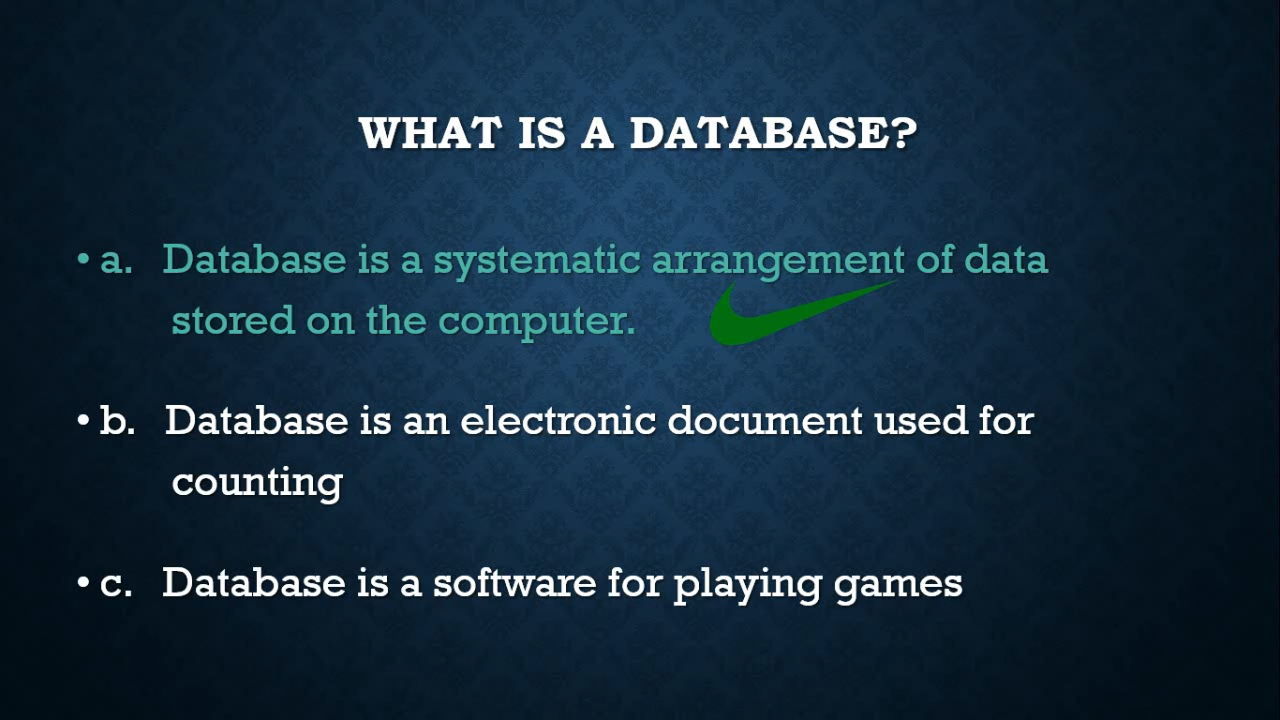 WHAT IS A DATABASE?
• a. Database is a systematic arrangement of data
stored on the computer.
• b. Database is an electronic document used for
counting
• c. Database is a software for playing games